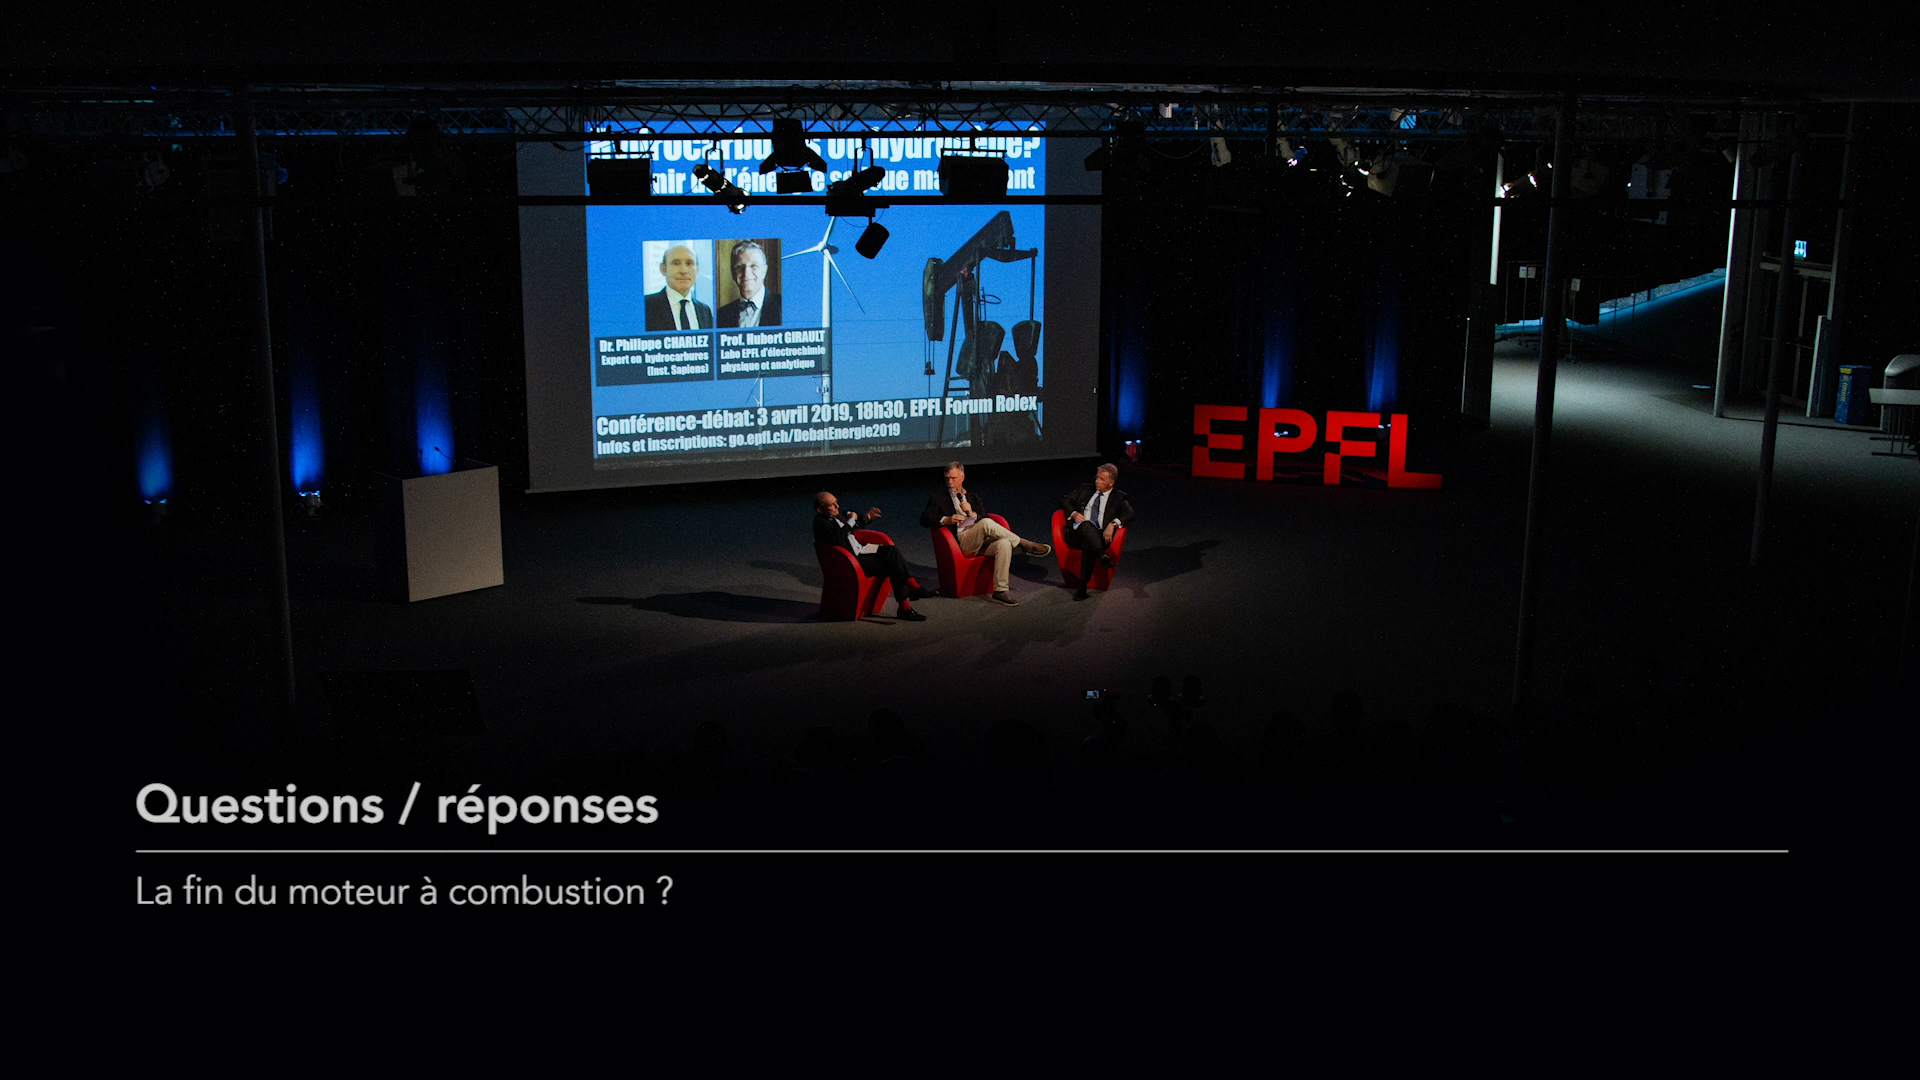 ou hydrogène?
Dr. Philippe CHARLEZ
Expert en hydrocarbures
(Inst. Sapiens)
Prof. Hubert GIRAULT
Labo EPFL d'électrochimie
physique et analytique
Conférence-débat: 3 avril 2019, 18h30, EPFL Forum Rolex
Infos et inscriptions: go.epfl.ch/DebatEnergie2019
EPFL
Questions / réponses
La fin du moteur à combustion ?